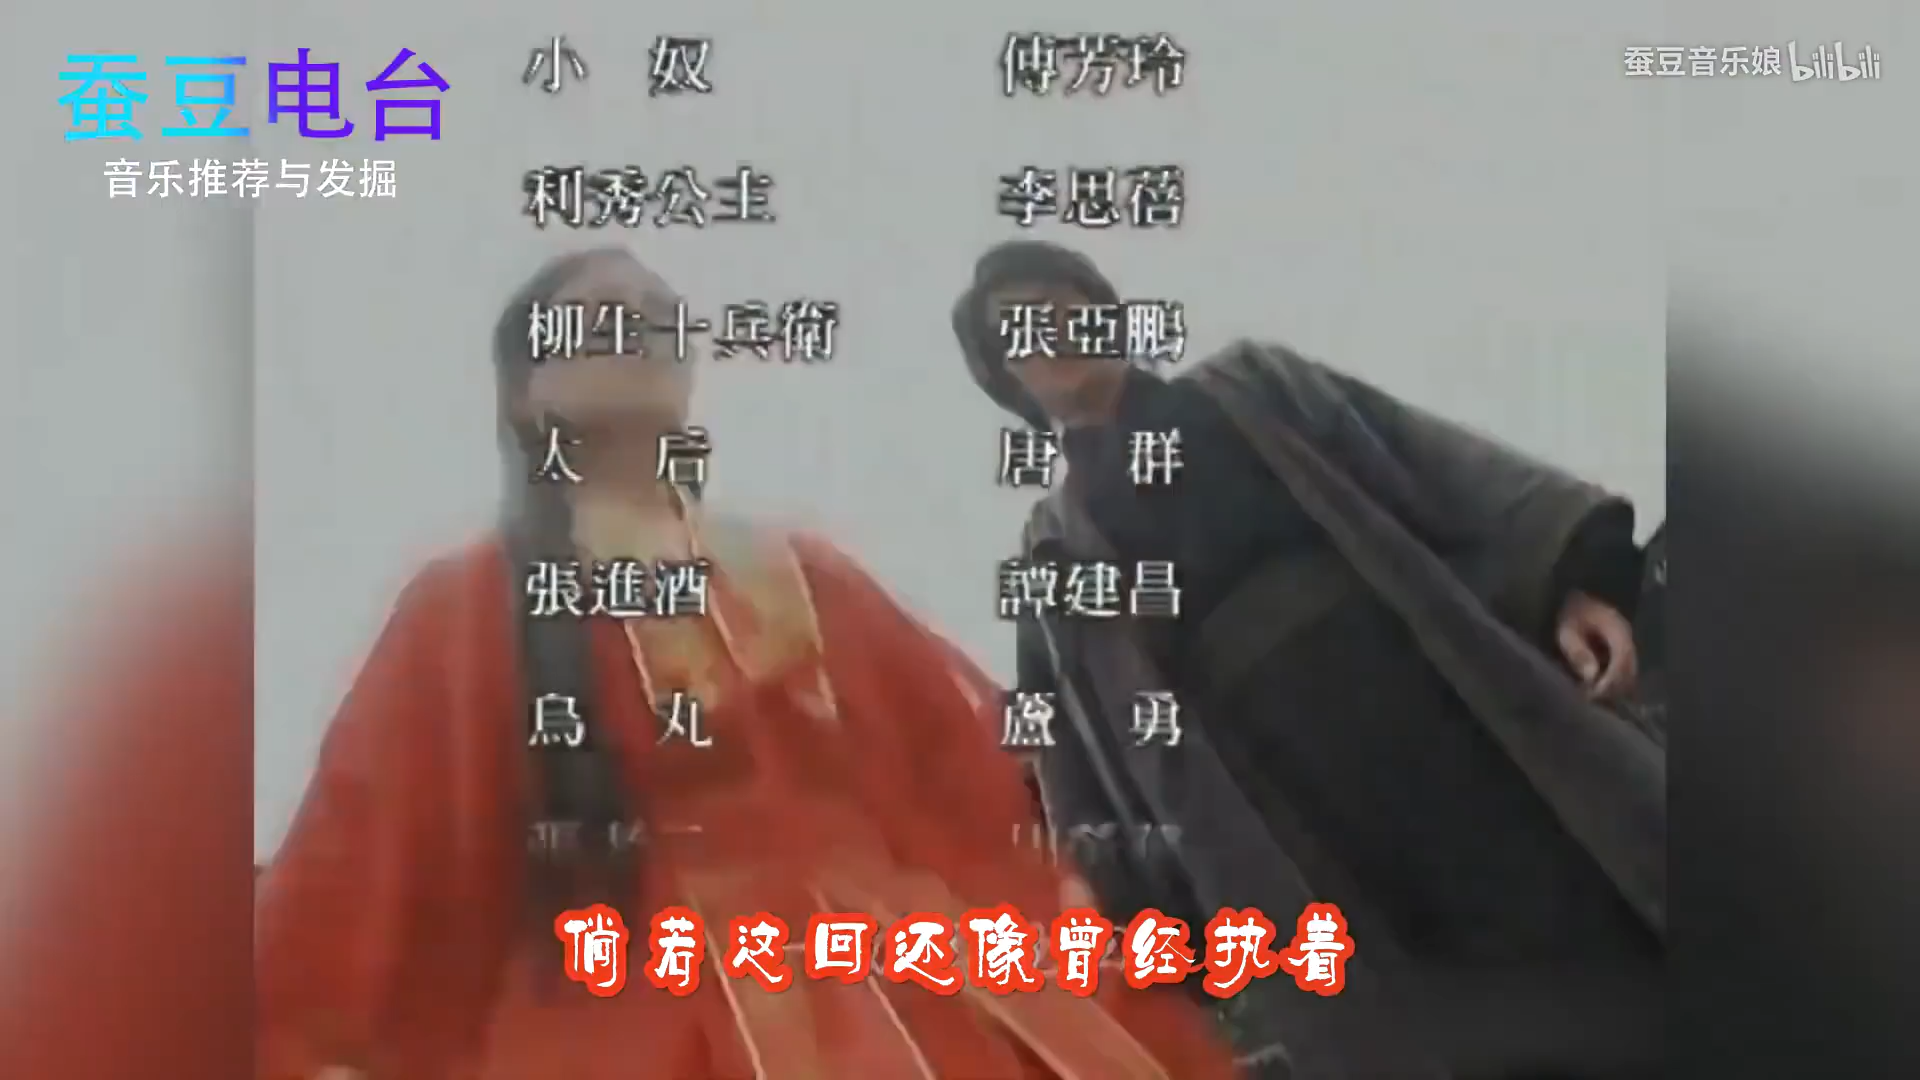 蚕豆电台
音乐推荐与发掘
蚕豆音乐娘 bilibili
小 奴 傅芳玲
利秀公主 李思蓓
柳生十兵衛 張亞鵬
太 后 唐 群
張進酒 譚建昌
烏 丸 蘆 勇
倘若这回还像曾经执着